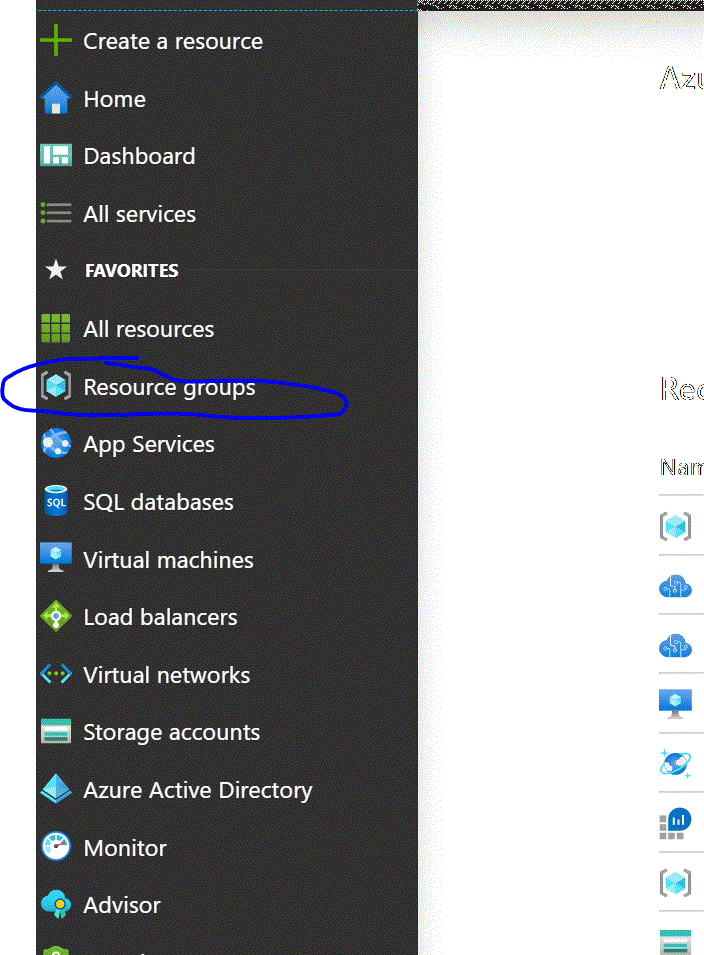 Create a resource
Home
Dashboard
All services
FAVORITES
All resources
Resource groups
App Services
SQL
SQL databases
Virtual machines
Load balancers
Virtual networks
Storage accounts
Azure Active Directory
Monitor
Advisor
Azu
Rec
Nam